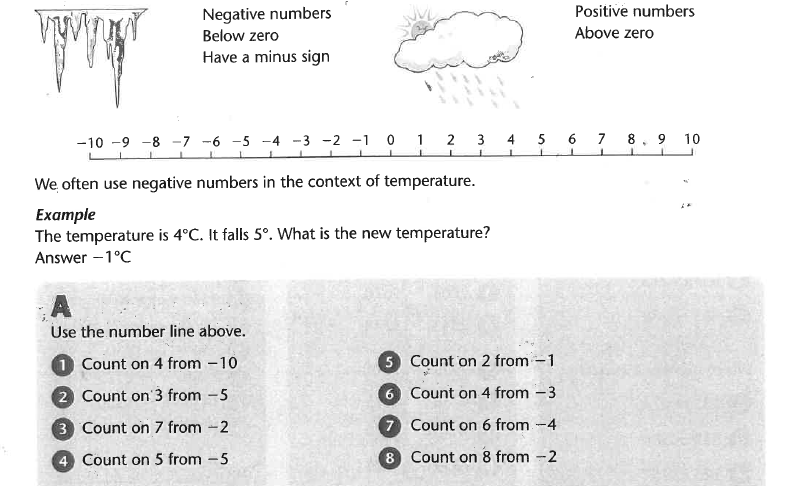 Negative numbers
Below zero
Have a minus sign
Positive numbers
Above zero
−10 −9 −8 −7 −6 −5 −4 −3 −2 −1 0 1 2 3 4 5 6 7 8 9 10
We often use negative numbers in the context of temperature.
Example
The temperature is 4°C. It falls 5°. What is the new temperature?
Answer −1°C
A
Use the number line above.
1 Count on 4 from −10
2 Count on 3 from −5
3 Count on 7 from −2
4 Count on 5 from −5
5 Count on 2 from −1
6 Count on 4 from −3
7 Count on 6 from −4
8 Count on 8 from −2